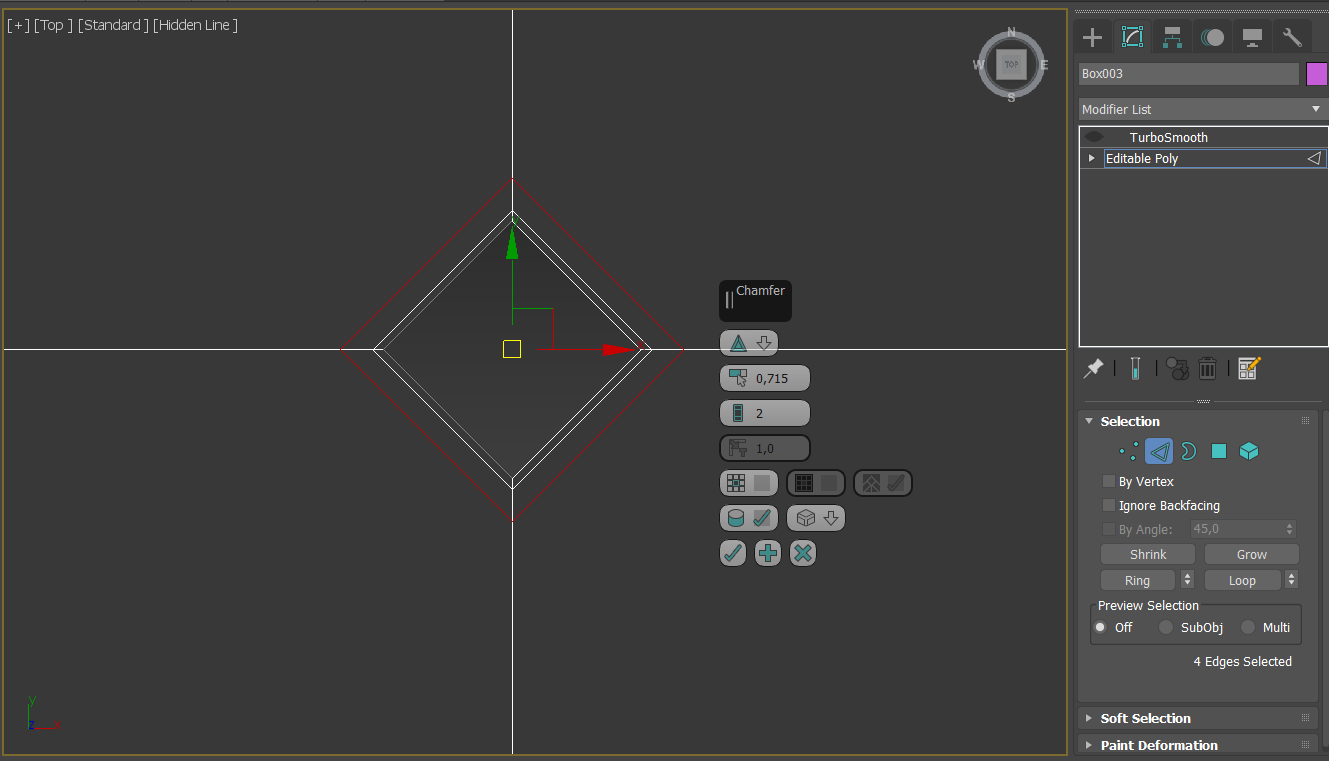 [+] [Top ] [Standard ] [Hidden Line ]
N
W TOP E
S
Box003
Modifier List
TurboSmooth
Editable Poly
Chamfer
0,715
2
1,0
Selection
By Vertex
Ignore Backfacing
By Angle: 45,0
Shrink Grow
Ring Loop
Preview Selection
Off SubObj Multi
4 Edges Selected
Soft Selection
Paint Deformation
y
z x